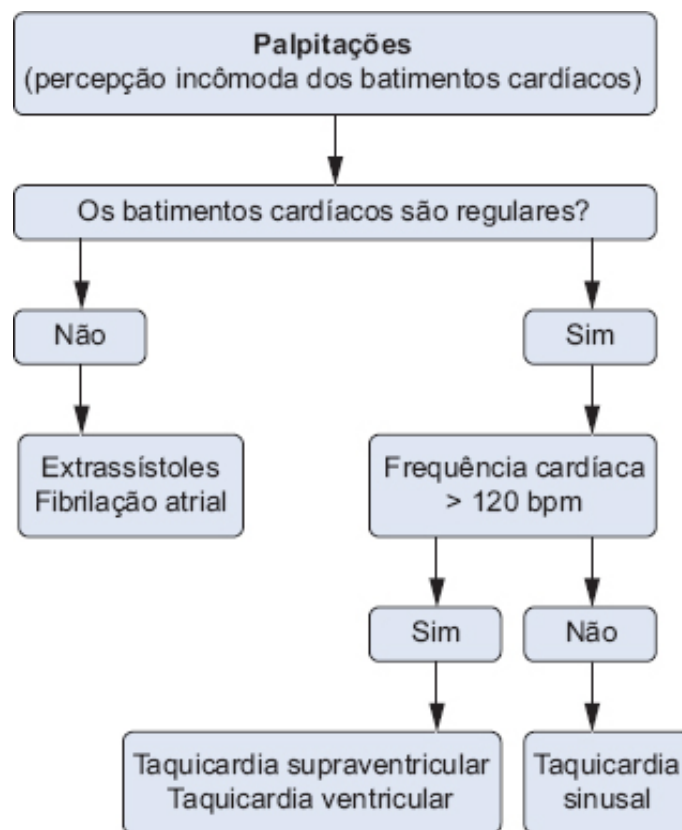 Palpitações
(percepção incômoda dos batimentos cardíacos)
Os batimentos cardíacos são regulares?
Não
Sim
Extrassístoles
Fibrilação atrial
Frequência cardíaca
> 120 bpm
Sim
Não
Taquicardia supraventricular
Taquicardia ventricular
Taquicardia
sinusal